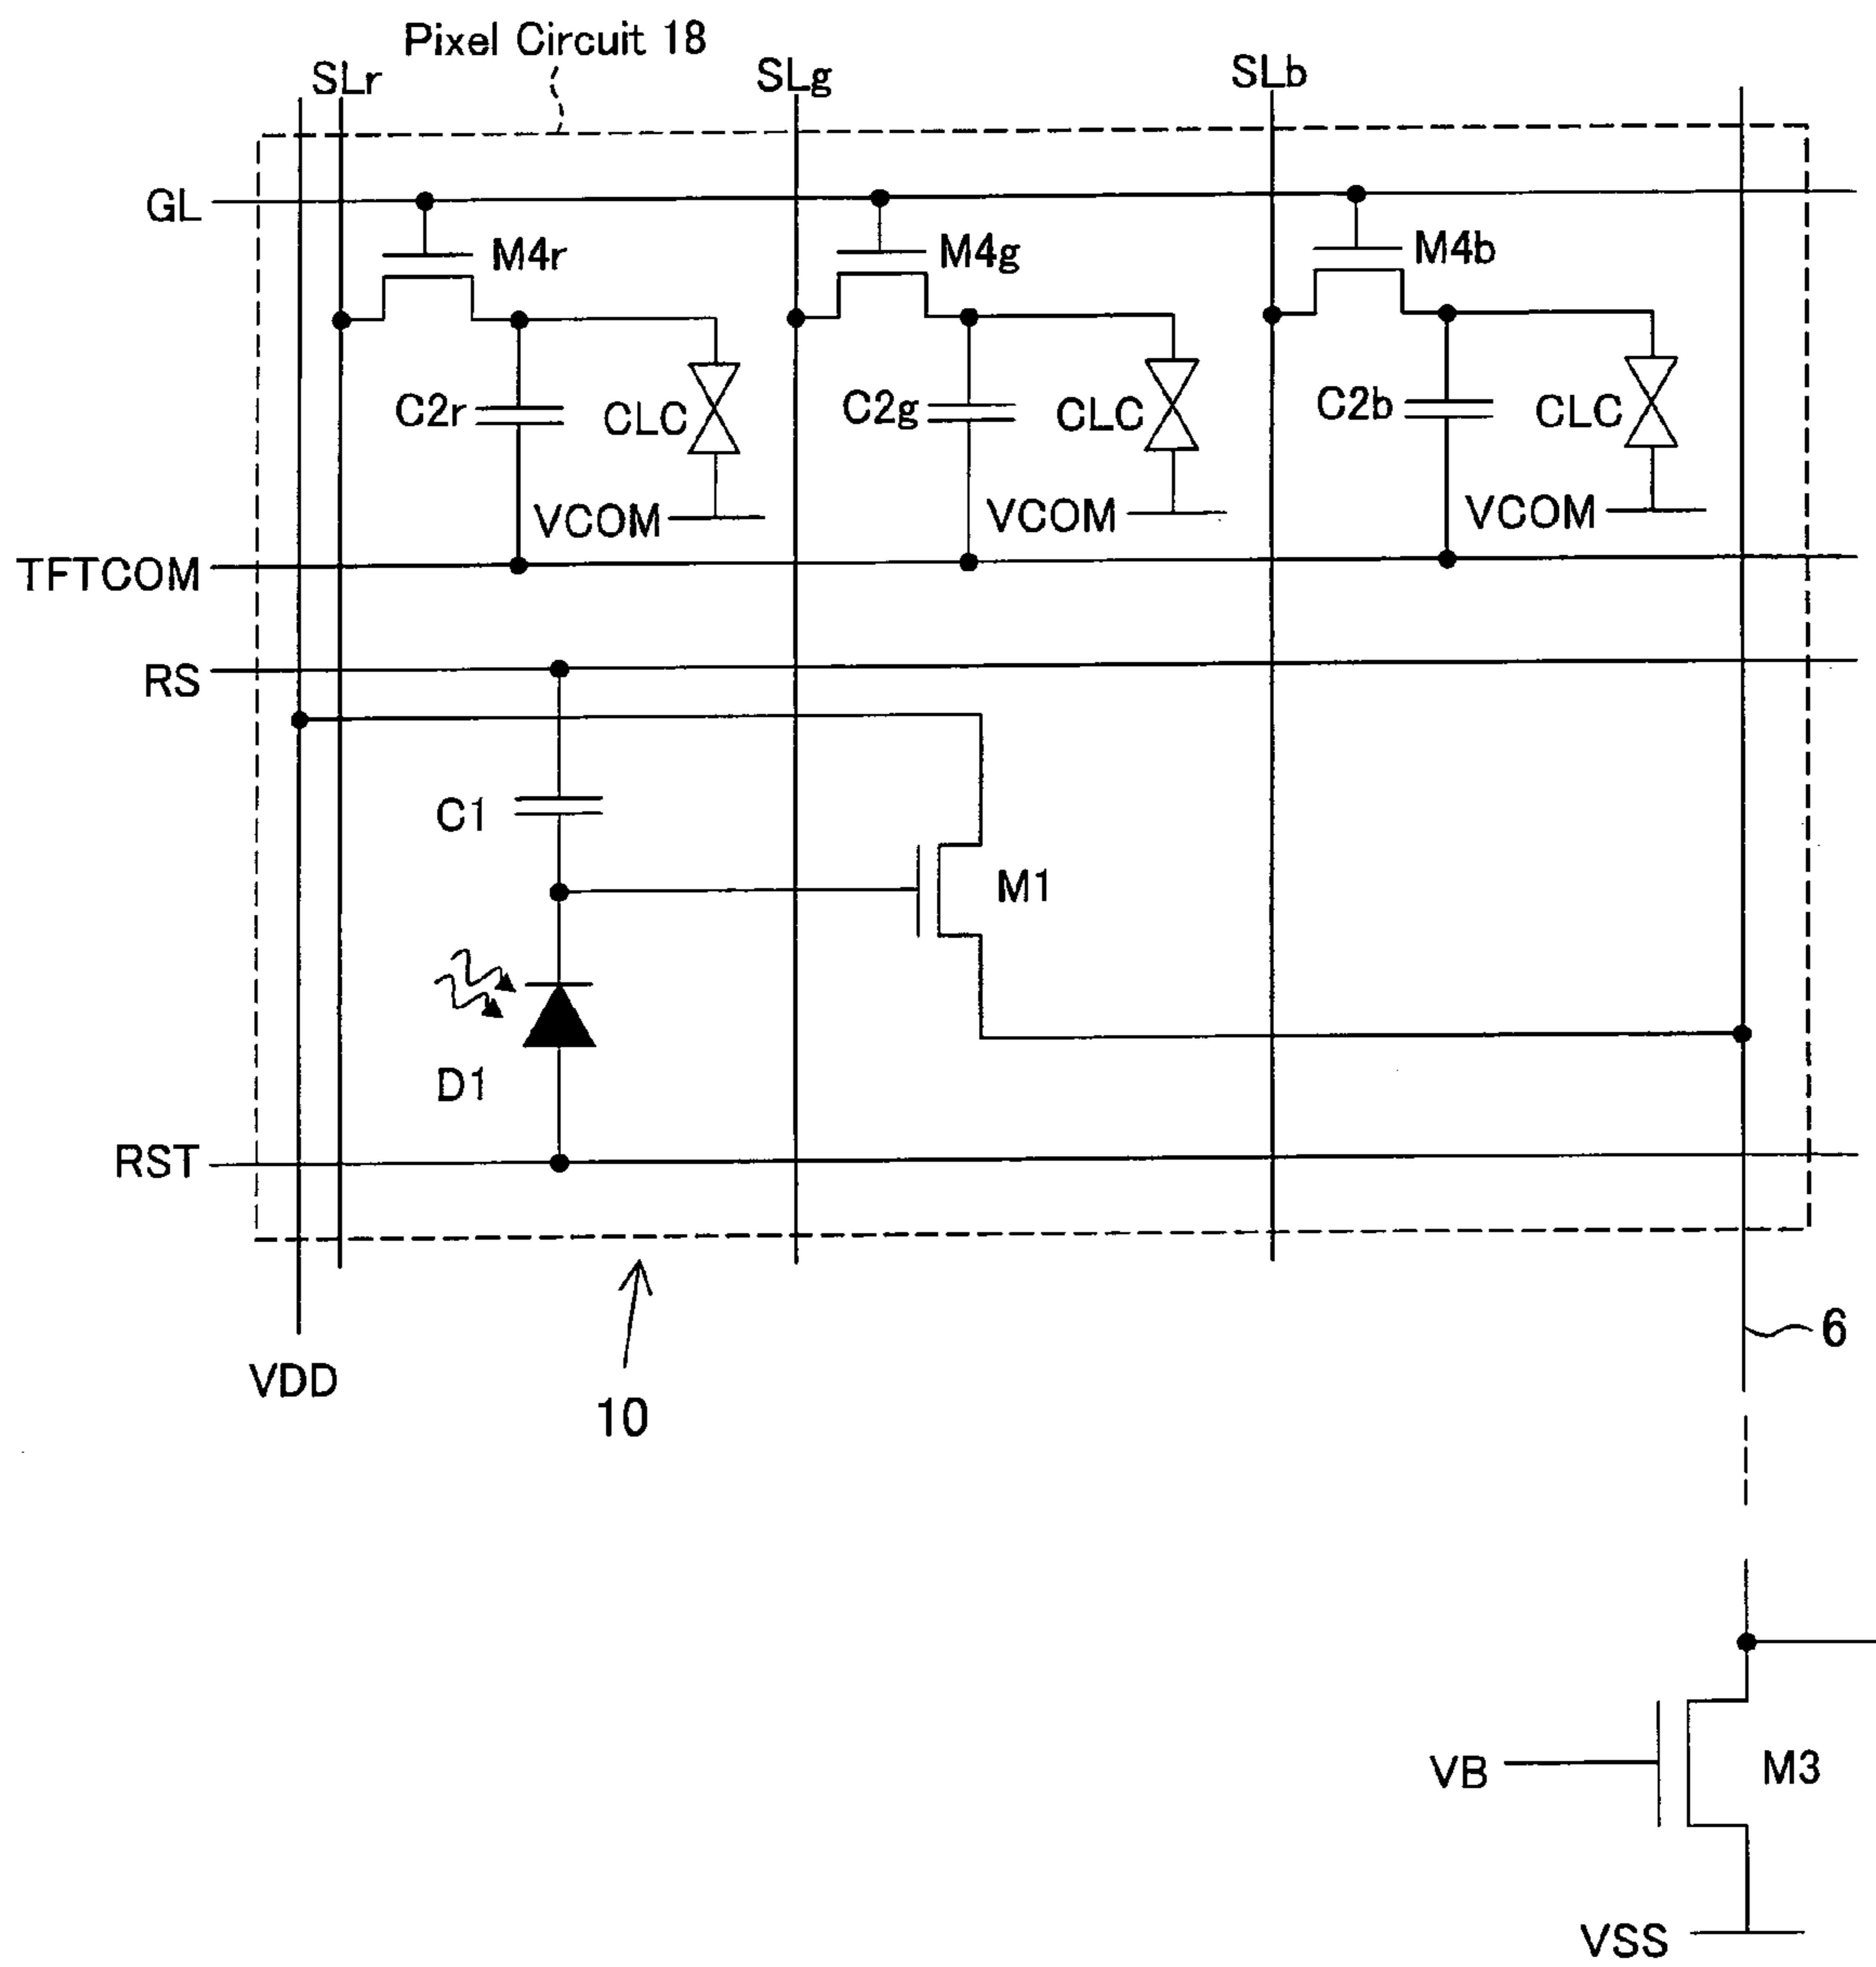 Pixel Circuit 18
SLr
SLg
SLb
GL
M4r
M4g
M4b
C2r
CLC
C2g
CLC
C2b
CLC
VCOM
VCOM
VCOM
TFTCOM
RS
C1
M1
D1
RST
6
VDD
10
VB
M3
VSS